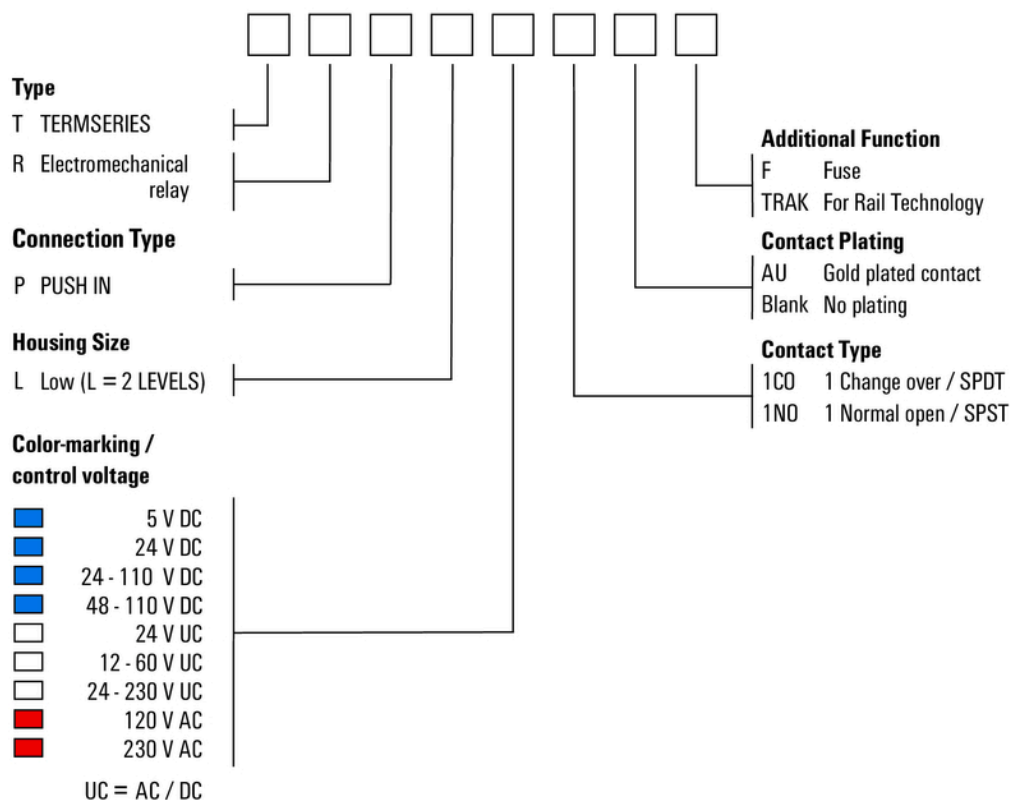 Type
T TERMSERIES
R Electromechanical
relay
Connection Type
P PUSH IN
Housing Size
L Low (L = 2 LEVELS)
Color-marking /
control voltage
5 V DC
24 V DC
24 - 110 V DC
48 - 110 V DC
24 V UC
12 - 60 V UC
24 - 230 V UC
120 V AC
230 V AC
UC = AC / DC
Additional Function
F Fuse
TRAK For Rail Technology
Contact Plating
AU Gold plated contact
Blank No plating
Contact Type
1CO 1 Change over / SPDT
1NO 1 Normal open / SPST